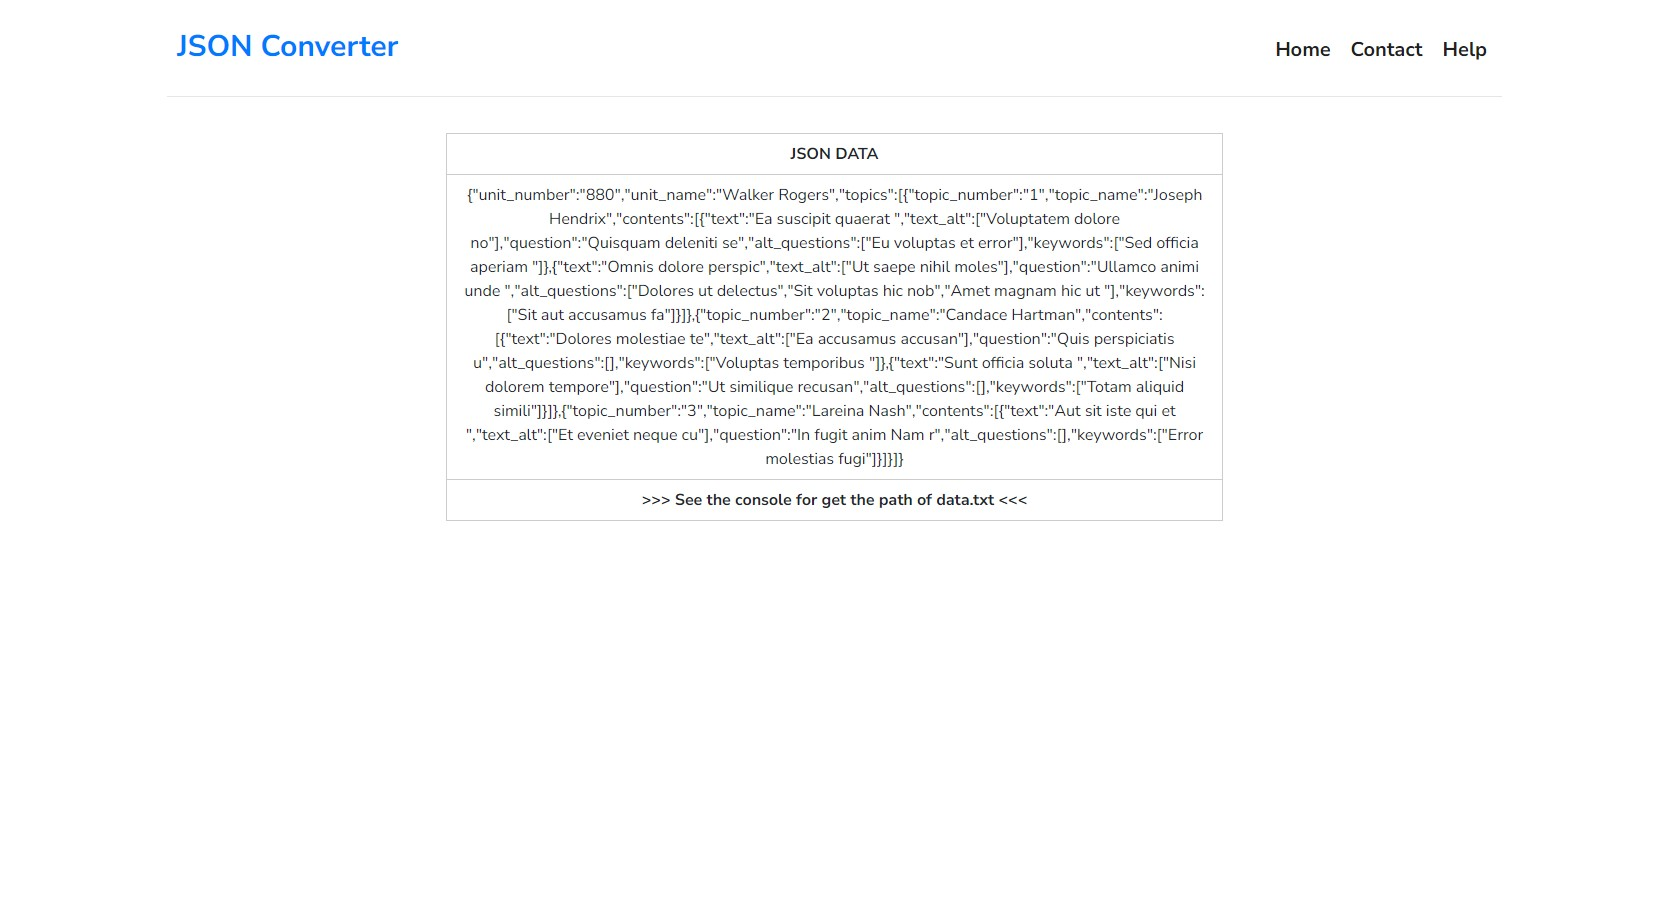 JSON Converter
Home Contact Help
JSON DATA
{"unit_number":"880","unit_name":"Walker Rogers","topics":[{"topic_number":"1","topic_name":"Joseph
Hendrix","contents":[{"text":"Ea suscipit quaerat ","text_alt":["Voluptatem dolore
no"],"question":"Quisquam deleniti se","alt_questions":["Eu voluptas et error"],"keywords":["Sed officia
aperiam "]},{"text":"Omnis dolore perspic","text_alt":["Ut saepe nihil moles"],"question":"Ullamco animi
unde ","alt_questions":["Dolores ut delectus","Sit voluptas hic nob","Amet magnam hic ut "],"keywords":
["Sit aut accusamus fa"]}]},{"topic_number":"2","topic_name":"Candace Hartman","contents":
[{"text":"Dolores molestiae te","text_alt":["Ea accusamus accusan"],"question":"Quis perspiciatis
u","alt_questions":[],"keywords":["Voluptas temporibus "]},{"text":"Sunt officia soluta ","text_alt":["Nisi
dolorem tempore"],"question":"Ut similique recusan","alt_questions":[],"keywords":["Totam aliquid
simili"]}]},{"topic_number":"3","topic_name":"Lareina Nash","contents":[{"text":"Aut sit iste qui et
","text_alt":["Et eveniet neque cu"],"question":"In fugit anim Nam r","alt_questions":[],"keywords":["Error
molestias fugi"]}]}]}
>>> See the console for get the path of data.txt <<<